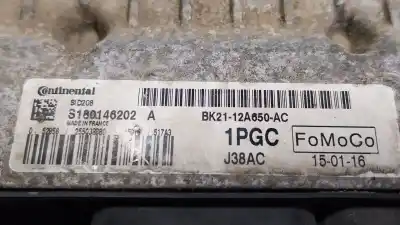 Continental
SID208
S180146202 A
MADE IN FRANCE
BK21-12A650-AC
1PGC
FoMoCo
J38AC
15-01-16